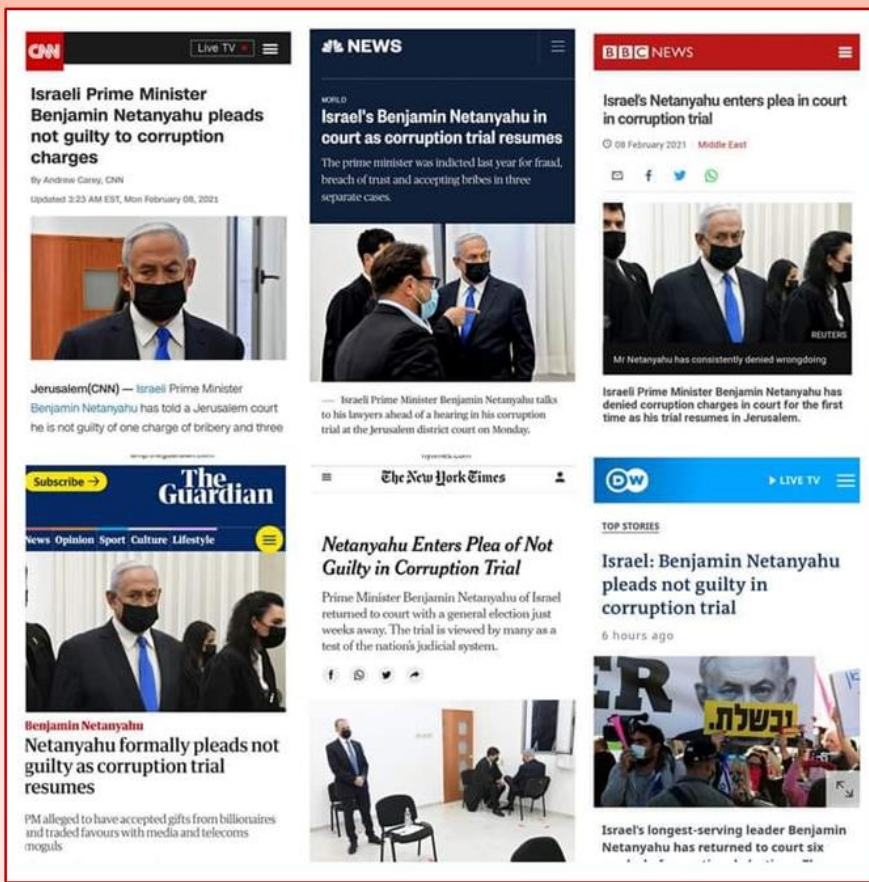 CNN
Live TV
Israeli Prime Minister
Benjamin Netanyahu pleads
not guilty to corruption
charges
By Andrew Carey, CNN
Updated 3:23 AM EST, Mon February 08, 2021
Jerusalem(CNN) — Israeli Prime Minister
Benjamin Netanyahu has told a Jerusalem court
he is not guilty of one charge of bribery and three
NEWS
WORLD
Israel's Benjamin Netanyahu in
court as corruption trial resumes
The prime minister was indicted last year for fraud,
breach of trust and accepting bribes in three
separate cases.
— Israeli Prime Minister Benjamin Netanyahu talks
to his lawyers ahead of a hearing in his corruption
trial at the Jerusalem district court on Monday.
BBC NEWS
Israel's Netanyahu enters plea in court
in corruption trial
08 February 2021 Middle East
REUTERS
Mr Netanyahu has consistently denied wrongdoing
Israeli Prime Minister Benjamin Netanyahu has
denied corruption charges in court for the first
time as his trial resumes in Jerusalem.
Subscribe →
The
Guardian
News Opinion Sport Culture Lifestyle
Benjamin Netanyahu
Netanyahu formally pleads not
guilty as corruption trial
resumes
PM alleged to have accepted gifts from billionaires
and traded favours with media and telecoms
moguls
The New York Times
Netanyahu Enters Plea of Not
Guilty in Corruption Trial
Prime Minister Benjamin Netanyahu of Israel
returned to court with a general election just
weeks away. The trial is viewed by many as a
test of the nation's judicial system.
DW
LIVE TV
TOP STORIES
Israel: Benjamin Netanyahu
pleads not guilty in
corruption trial
6 hours ago
ER
נכשלת.
Israel's longest-serving leader Benjamin
Netanyahu has returned to court six